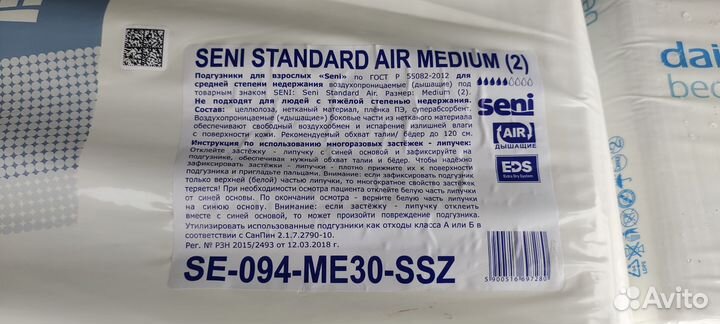 SENI STANDARD AIR MEDIUM (2)
Подгузники для взрослых «Seni» по ГОСТ Р 55082-2012 для
средней степени недержания воздухопроницаемые (дышащие) под
товарным знаком SENI: Seni Standard Air. Размер: Medium (2).
Не подходят для людей с тяжёлой степенью недержания.
Состав: целлюлоза, нетканый материал, плёнка ПЭ, суперабсорбент.
Воздухопроницаемые «дышащие» боковые части из нетканого материала
обеспечивают свободный воздухообмен и испарение излишней влаги
с поверхности кожи. Рекомендуемый обхват талии/ бедер до 120 см.
Инструкция по использованию многоразовых застёжек - липучек:
Отклейте застёжку - липучку с синей основой и зафиксируйте на
подгузнике, обеспечивая нужный обхват талии и бёдер. Чтобы надёжно
зафиксировать застёжки - липучки - плотно прижмите их к поверхности
подгузника и пригладьте пальцами. Внимание: если зафиксировать подгузник
только верхней (белой) частью липучки, то многократное свойство застёжек
теряется! При необходимости осмотра пациента отклейте белую часть липучки
от синей основы. По окончании осмотра - верните белую часть липучки
на синюю основу. Внимание: если застёжку - липучку отклеить
вместе с синей основой, то может произойти повреждение подгузника.
Утилизировать использованные подгузники как отходы класса А или Б в
соответствии с СанПин 2.1.7.2790-10.
Рег. № РЗН 2015/2493 от 12.03.2018 г.
SE-094-ME30-SSZ
seni
AIR
ДЫШАЩИЕ
EDS
Extra Dry System
5 900516 697280
dai
bec
Avito